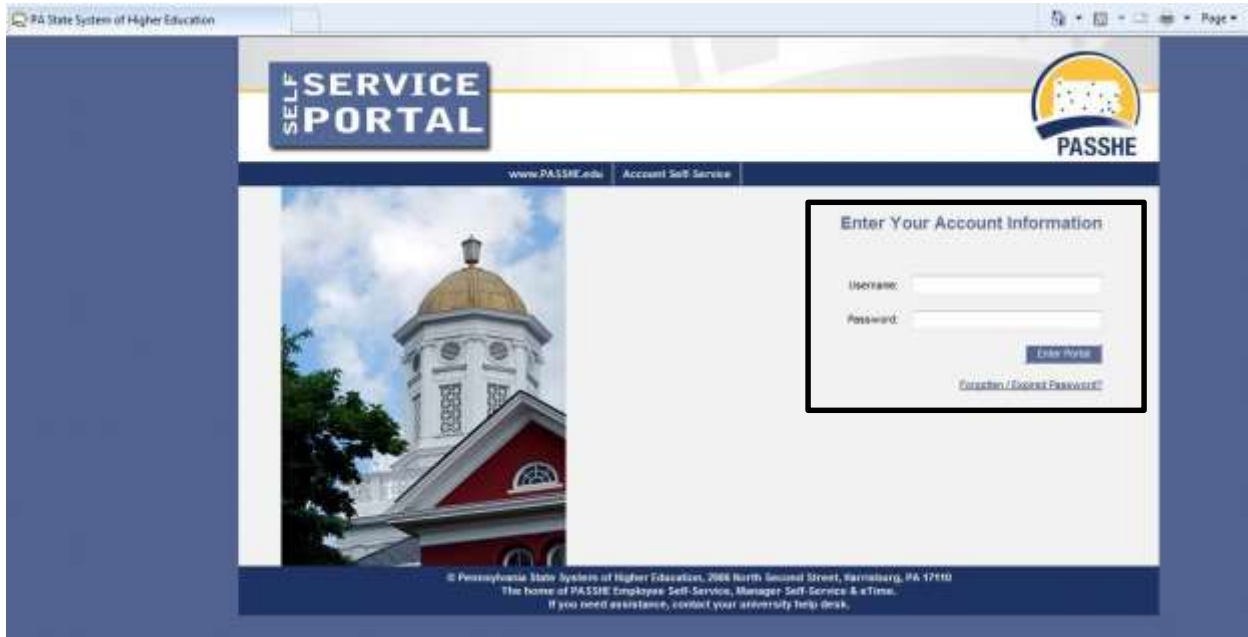 PA State System of Higher Education
Page
SELF SERVICE PORTAL
PASSHE
www.PASSHE.edu Account Self-Service
Enter Your Account Information
Username:
Password:
Enter Portal
Forgotten / Expired Password?
© Pennsylvania State System of Higher Education, 2986 North Second Street, Harrisburg, PA 17110
The home of PASSHE Employee Self-Service, Manager Self-Service & eTime.
If you need assistance, contact your university help desk.